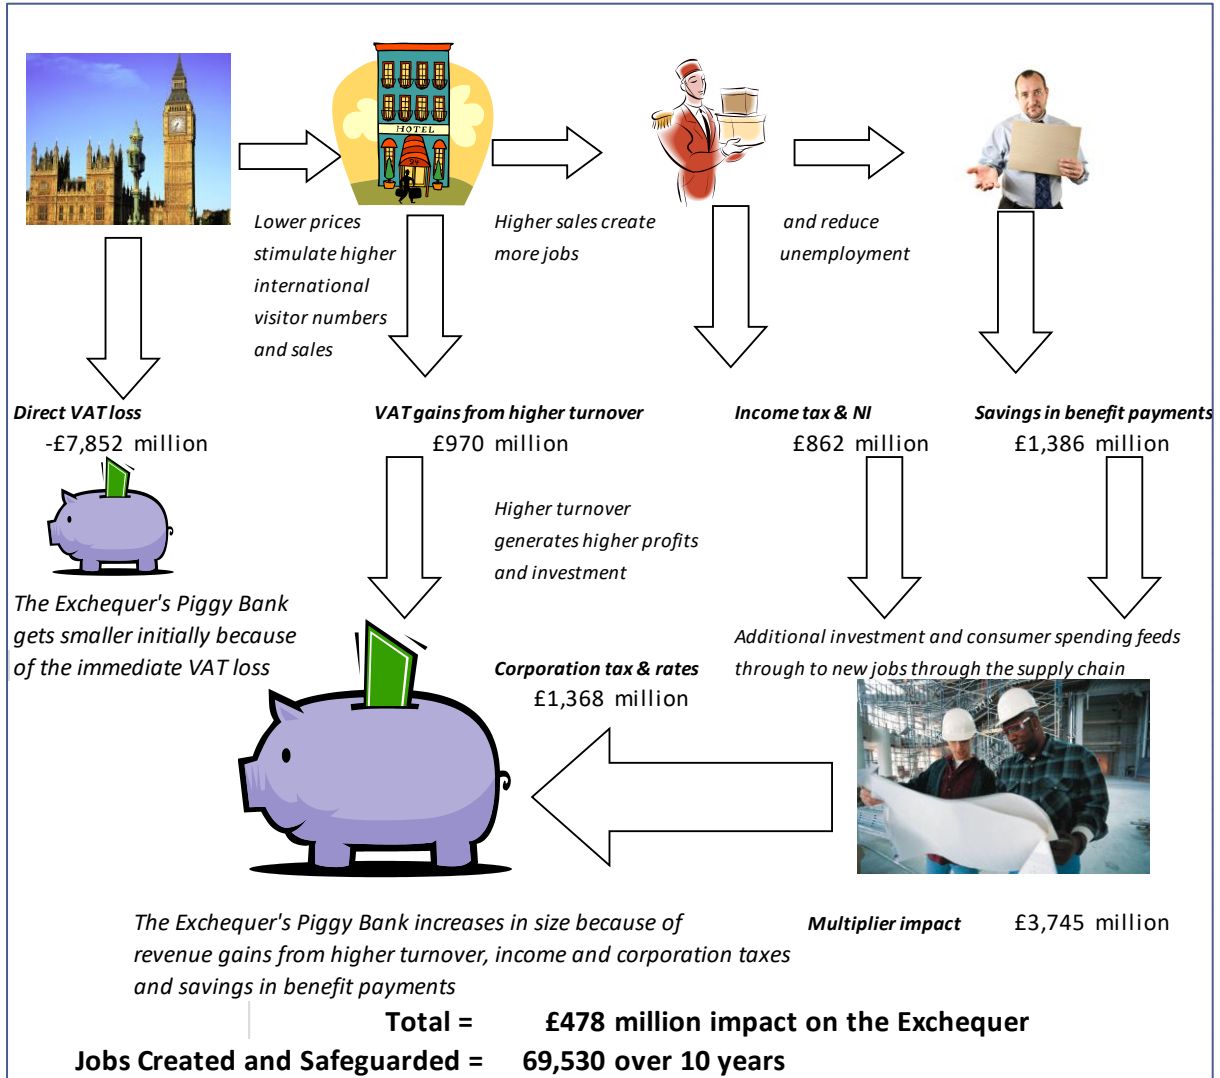 HOTEL
24
Lower prices
stimulate higher
international
visitor numbers
and sales
Higher sales create
more jobs
and reduce
unemployment
Direct VAT loss
-£7,852 million
VAT gains from higher turnover
£970 million
Income tax & NI
£862 million
Savings in benefit payments
£1,386 million
The Exchequer's Piggy Bank
gets smaller initially because
of the immediate VAT loss
Higher turnover
generates higher profits
and investment
Corporation tax & rates
£1,368 million
Additional investment and consumer spending feeds
through to new jobs through the supply chain
Multiplier impact £3,745 million
The Exchequer's Piggy Bank increases in size because of
revenue gains from higher turnover, income and corporation taxes
and savings in benefit payments
Total = £478 million impact on the Exchequer
Jobs Created and Safeguarded = 69,530 over 10 years